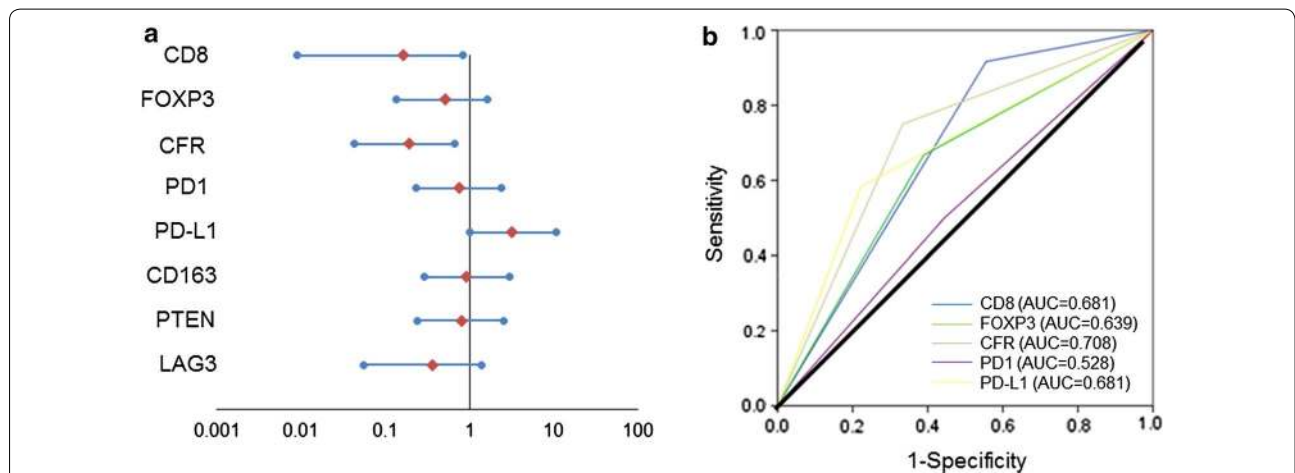 a
CD8
FOXP3
CFR
PD1
PD-L1
CD163
PTEN
LAG3
0.001
0.01
0.1
1
10
100
b
1.0
0.8
0.6
0.4
0.2
0.0
Sensitivity
CD8 (AUC=0.681)
FOXP3 (AUC=0.639)
CFR (AUC=0.708)
PD1 (AUC=0.528)
PD-L1 (AUC=0.681)
0.0
0.2
0.4
0.6
0.8
1.0
1-Specificity